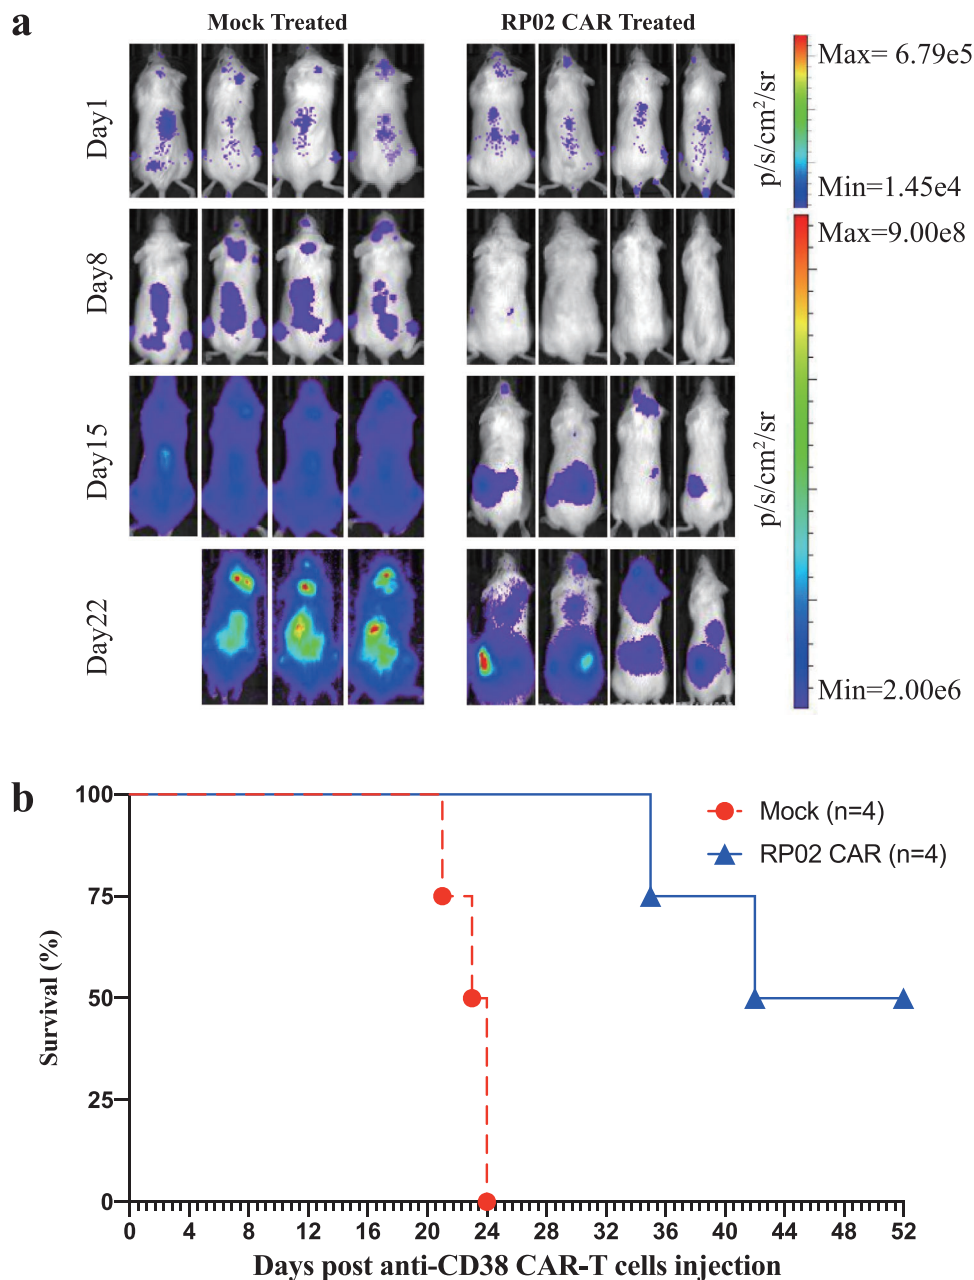 a
Mock Treated
RP02 CAR Treated
Day1
Day8
Day15
Day22
Max= 6.79e5
Min=1.45e4
p/s/cm²/sr
Max=9.00e8
Min=2.00e6
p/s/cm²/sr
b
Survival (%)
100
75
50
25
0
Mock (n=4)
RP02 CAR (n=4)
0 4 8 12 16 20 24 28 32 36 40 44 48 52
Days post anti-CD38 CAR-T cells injection